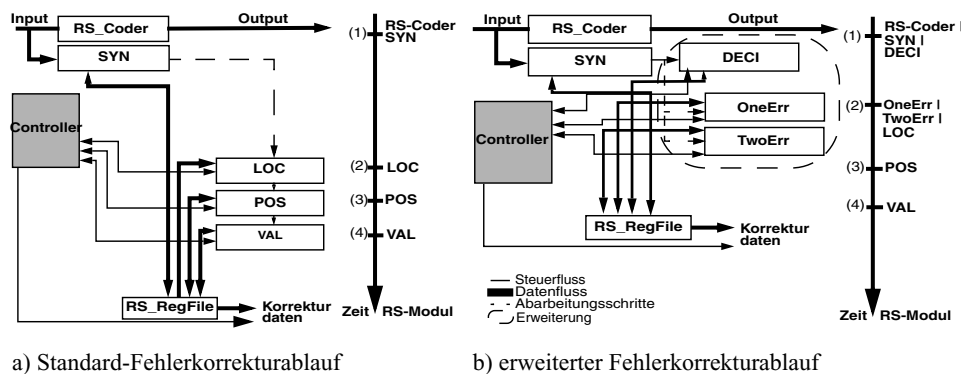 Input
RS_Coder
Output
SYN
Controller
LOC
POS
VAL
RS_RegFile
Korrektur
daten
(1)
RS-Coder
SYN
(2)
LOC
(3)
POS
(4)
VAL
Zeit
RS-Modul
a) Standard-Fehlerkorrekturablauf
Input
RS_Coder
Output
SYN
DECI
Controller
OneErr
TwoErr
RS_RegFile
Korrektur
daten
Steuerfluss
Datenfluss
Abarbeitungsschritte
Erweiterung
(1)
RS-Coder |
SYN |
DECI
(2)
OneErr |
TwoErr |
LOC
(3)
POS
(4)
VAL
Zeit
RS-Modul
b) erweiterter Fehlerkorrekturablauf